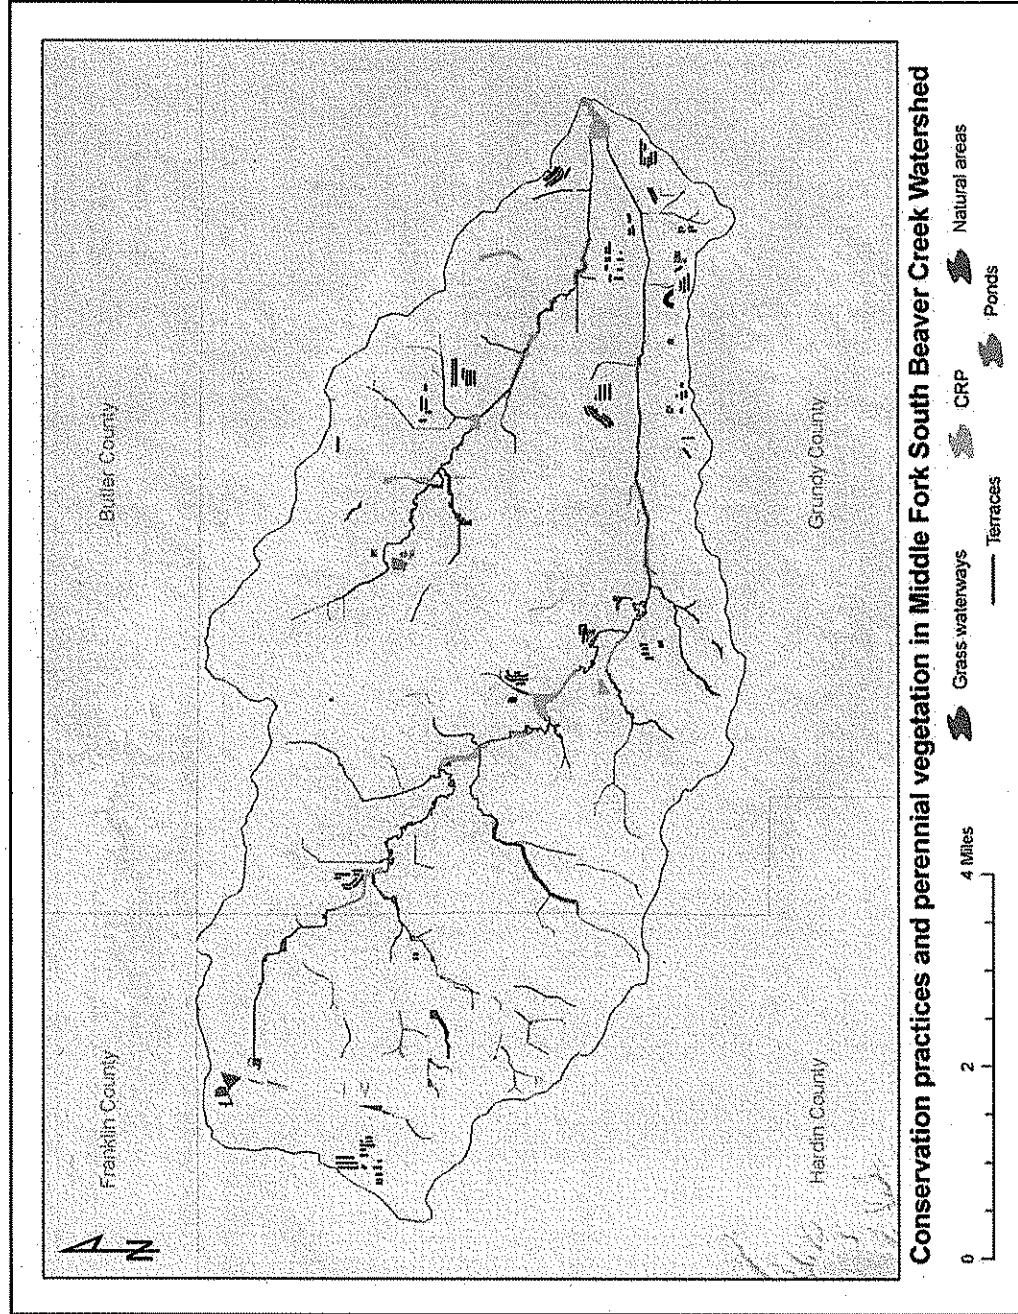 Franklin County
Butler County
Hardin County
Grundy County
N
Conservation practices and perennial vegetation in Middle Fork South Beaver Creek Watershed
0 2 4 Miles
Grass waterways
CRP
Natural areas
Terraces
Ponds